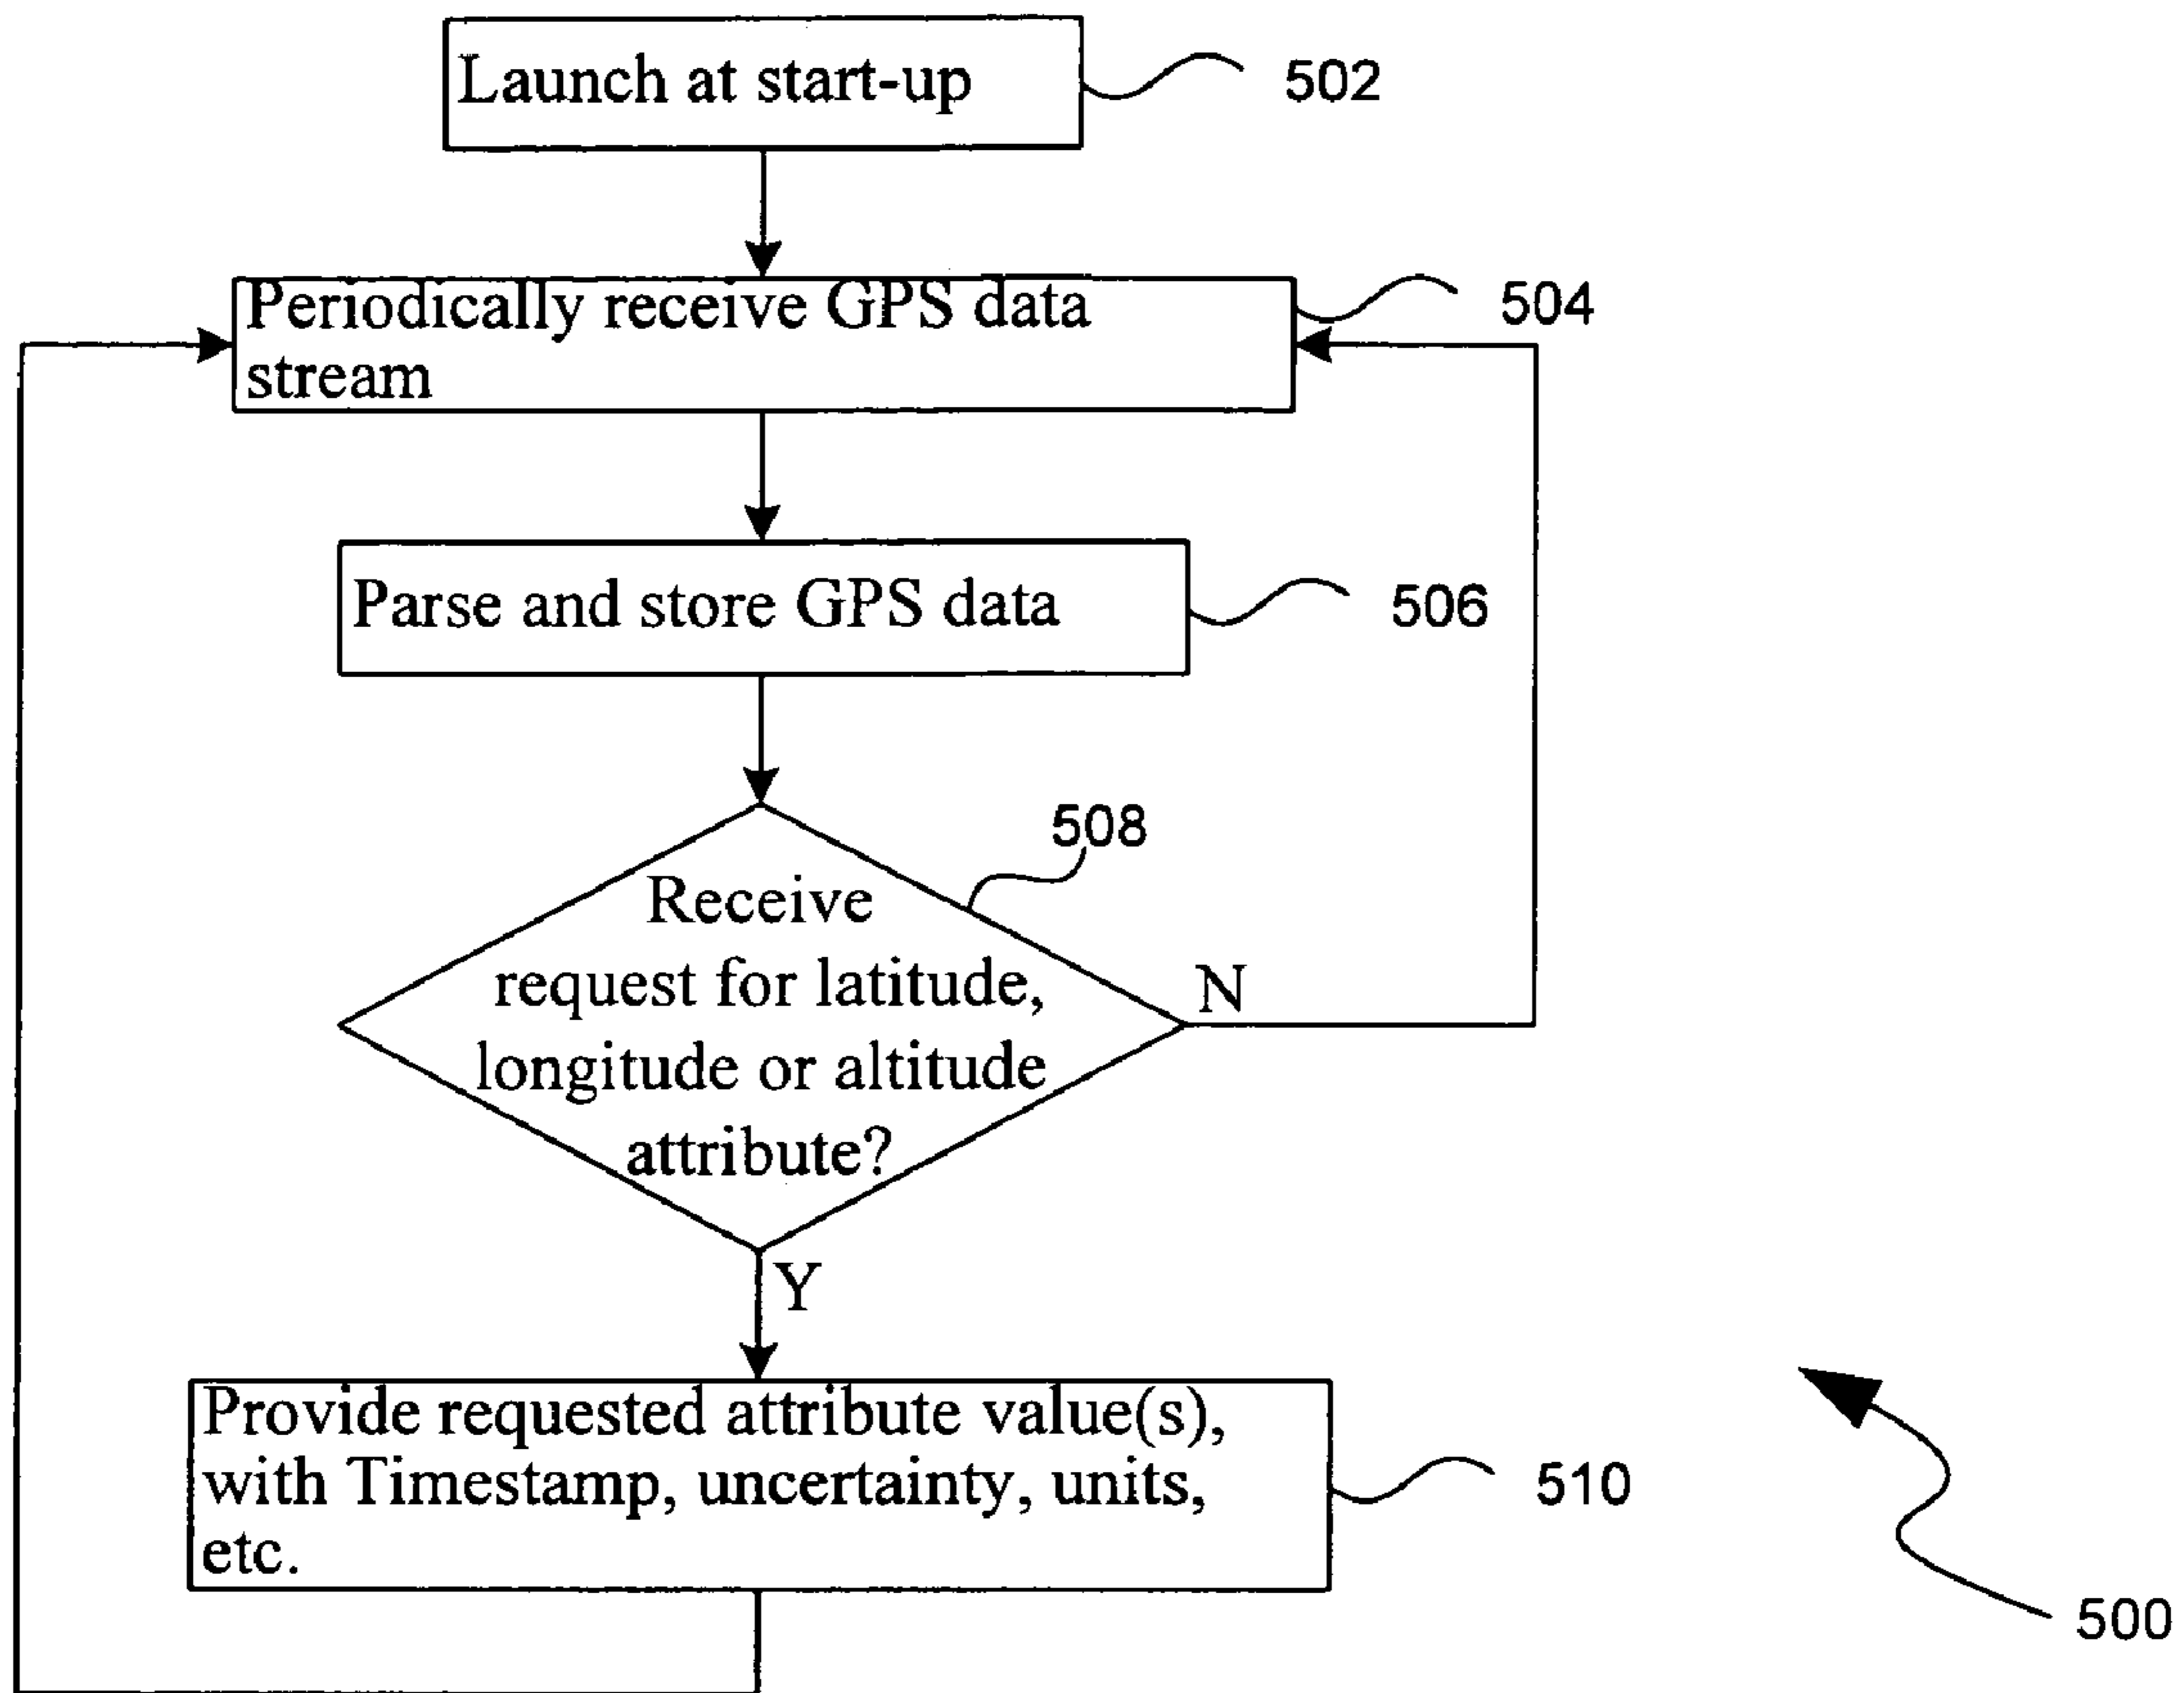 Launch at start-up
502
Periodically receive GPS data
stream
504
Parse and store GPS data
506
508
Receive
request for latitude,
longitude or altitude
attribute?
N
Y
Provide requested attribute value(s),
with Timestamp, uncertainty, units,
etc.
510
500